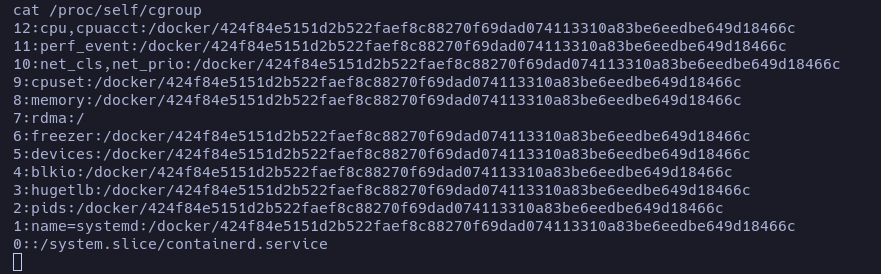 cat /proc/self/cgroup
12:cpu,cpuacct:/docker/424f84e5151d2b522faef8c88270f69dad074113310a83be6eedbe649d18466c
11:perf_event:/docker/424f84e5151d2b522faef8c88270f69dad074113310a83be6eedbe649d18466c
10:net_cls,net_prio:/docker/424f84e5151d2b522faef8c88270f69dad074113310a83be6eedbe649d18466c
9:cpuset:/docker/424f84e5151d2b522faef8c88270f69dad074113310a83be6eedbe649d18466c
8:memory:/docker/424f84e5151d2b522faef8c88270f69dad074113310a83be6eedbe649d18466c
7:rdma:/
6:freezer:/docker/424f84e5151d2b522faef8c88270f69dad074113310a83be6eedbe649d18466c
5:devices:/docker/424f84e5151d2b522faef8c88270f69dad074113310a83be6eedbe649d18466c
4:blkio:/docker/424f84e5151d2b522faef8c88270f69dad074113310a83be6eedbe649d18466c
3:hugetlb:/docker/424f84e5151d2b522faef8c88270f69dad074113310a83be6eedbe649d18466c
2:pids:/docker/424f84e5151d2b522faef8c88270f69dad074113310a83be6eedbe649d18466c
1:name=systemd:/docker/424f84e5151d2b522faef8c88270f69dad074113310a83be6eedbe649d18466c
0::/system.slice/containerd.service